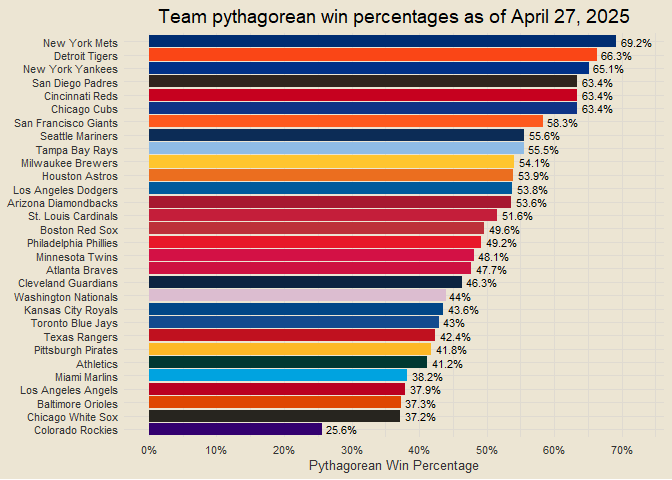 Team pythagorean win percentages as of April 27, 2025
New York Mets 69.2%
Detroit Tigers 66.3%
New York Yankees 65.1%
San Diego Padres 63.4%
Cincinnati Reds 63.4%
Chicago Cubs 63.4%
San Francisco Giants 58.3%
Seattle Mariners 55.6%
Tampa Bay Rays 55.5%
Milwaukee Brewers 54.1%
Houston Astros 53.9%
Los Angeles Dodgers 53.8%
Arizona Diamondbacks 53.6%
St. Louis Cardinals 51.6%
Boston Red Sox 49.6%
Philadelphia Phillies 49.2%
Minnesota Twins 48.1%
Atlanta Braves 47.7%
Cleveland Guardians 46.3%
Washington Nationals 44%
Kansas City Royals 43.6%
Toronto Blue Jays 43%
Texas Rangers 42.4%
Pittsburgh Pirates 41.8%
Athletics 41.2%
Miami Marlins 38.2%
Los Angeles Angels 37.9%
Baltimore Orioles 37.3%
Chicago White Sox 37.2%
Colorado Rockies 25.6%
0% 10% 20% 30% 40% 50% 60% 70%
Pythagorean Win Percentage